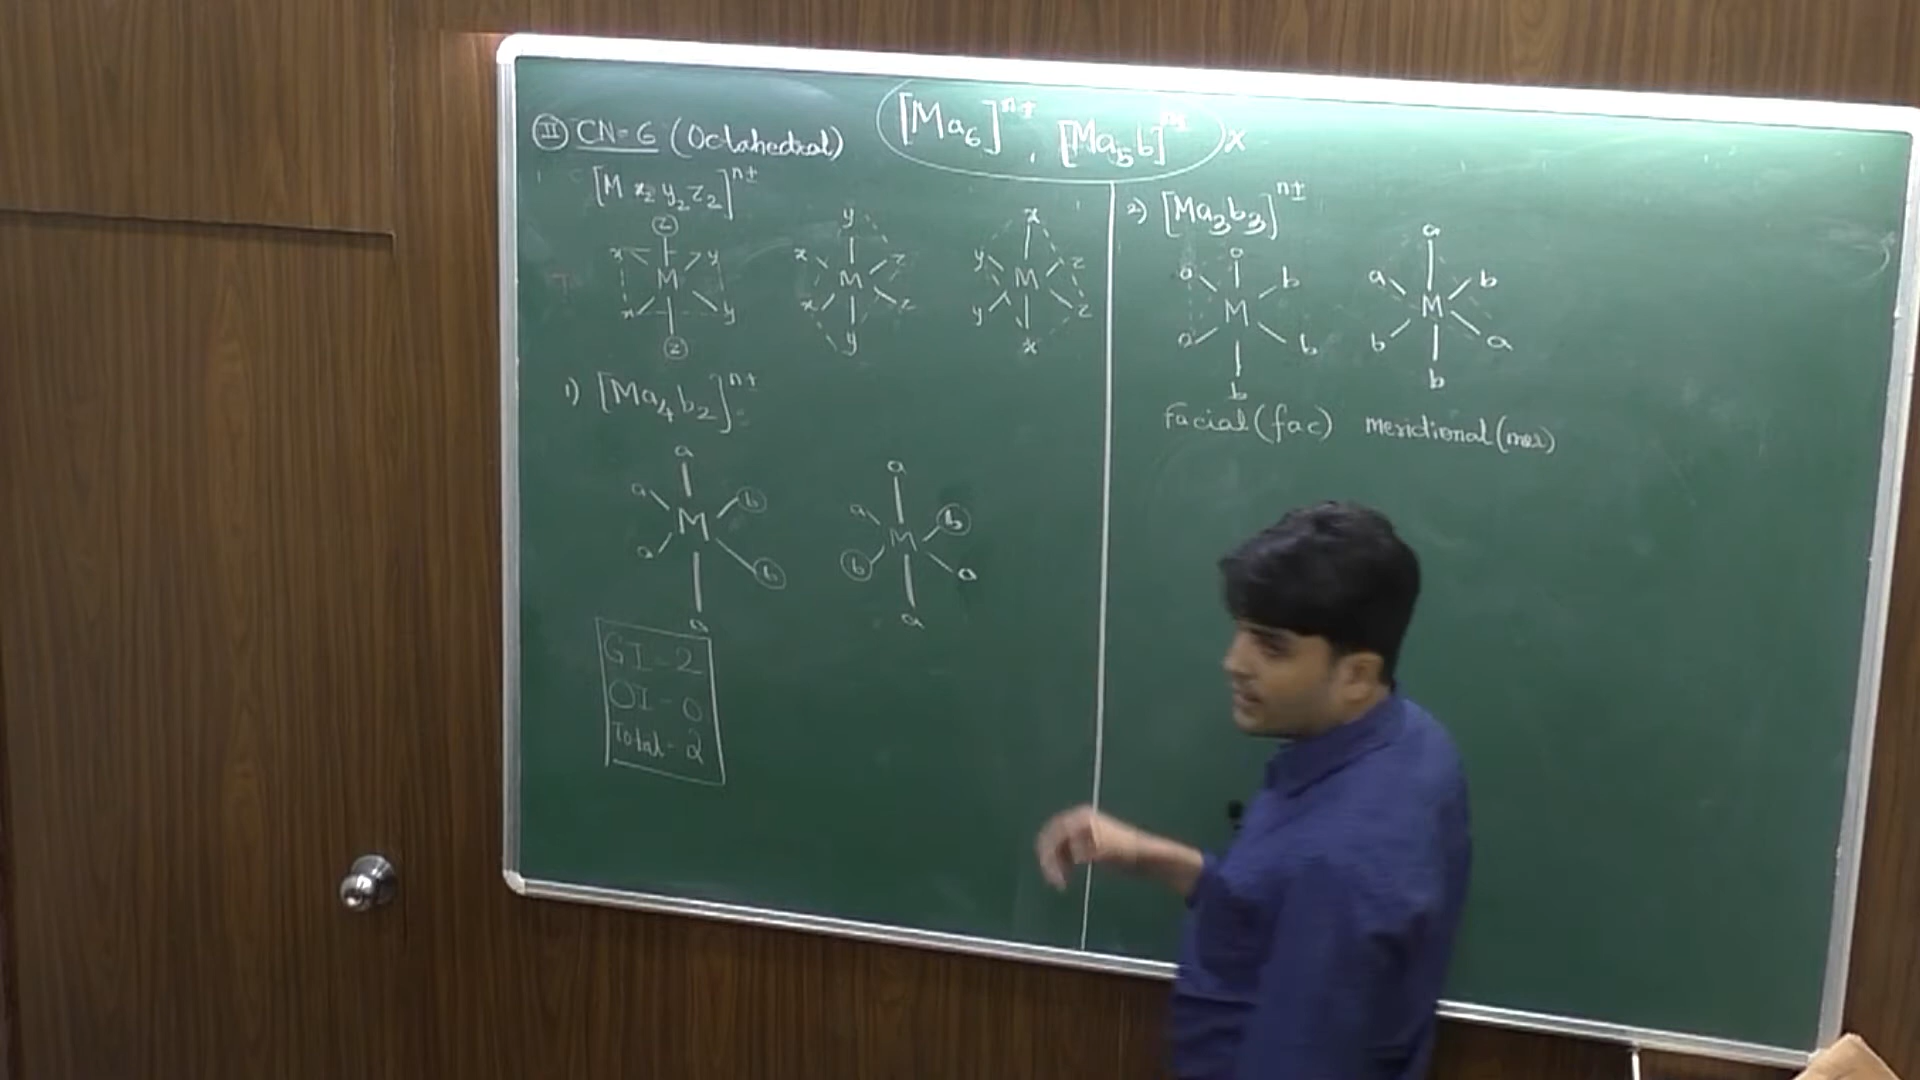 II CN=6 (Octahedral)
[Ma₆]ⁿ±, [Ma₅b]ⁿ± x
[M x₂ y₂ z₂]ⁿ±
z
x y
M
x y
z
y
x z
M
x z
y
x
y z
M
y z
x
1) [Ma₄b₂]ⁿ±
a
a b
M
a b
a
a
a b
M
b a
a
GI-2
OI-0
Total-2
2) [Ma₃b₃]ⁿ±
a
a b
M
a b
b
a
a b
M
b a
b
Facial(fac) Meridional(mer)